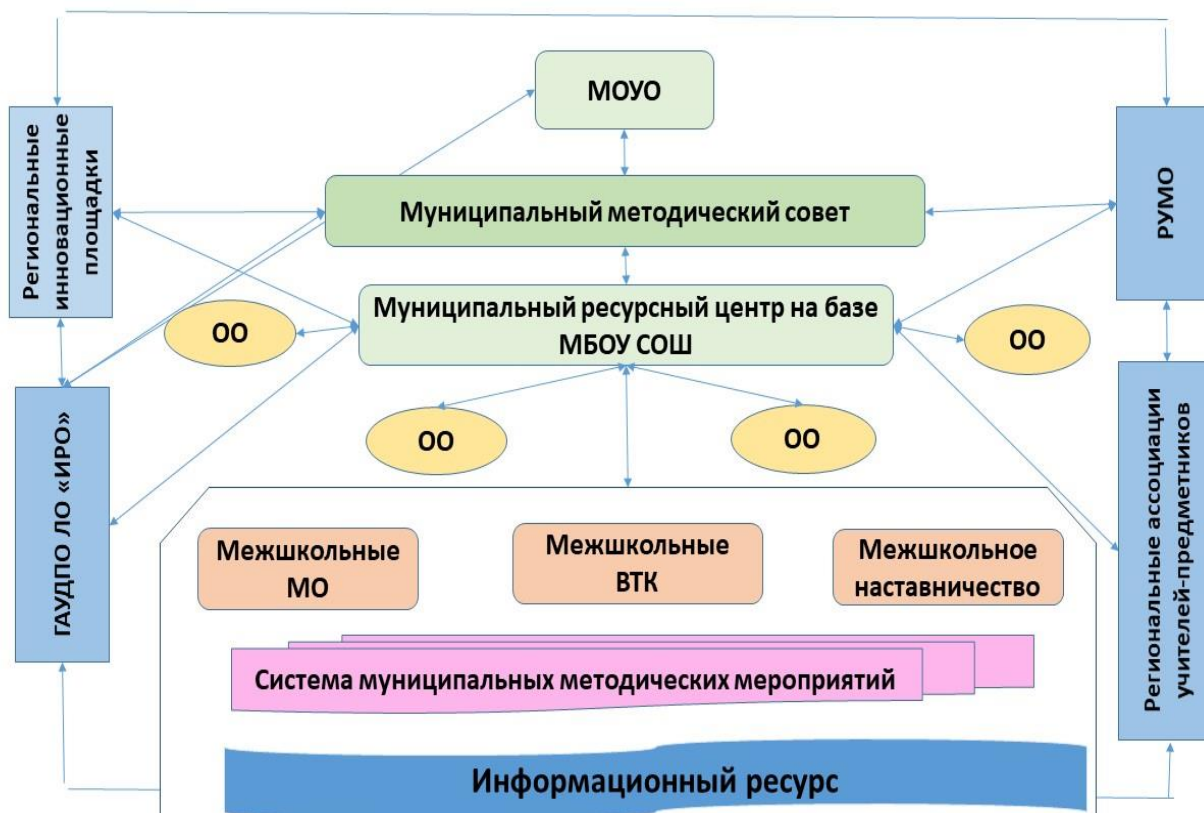 МОУО
Региональные
инновационные
площадки
Муниципальный методический совет
РУМО
Муниципальный ресурсный центр на базе
МБОУ СОШ
ОО
ОО
ОО
ОО
ГАУДПО ЛО «ИРО»
Региональные ассоциации
учителей-предметников
Межшкольные
МО
Межшкольные
ВТК
Межшкольное
наставничество
Система муниципальных методических мероприятий
Информационный ресурс